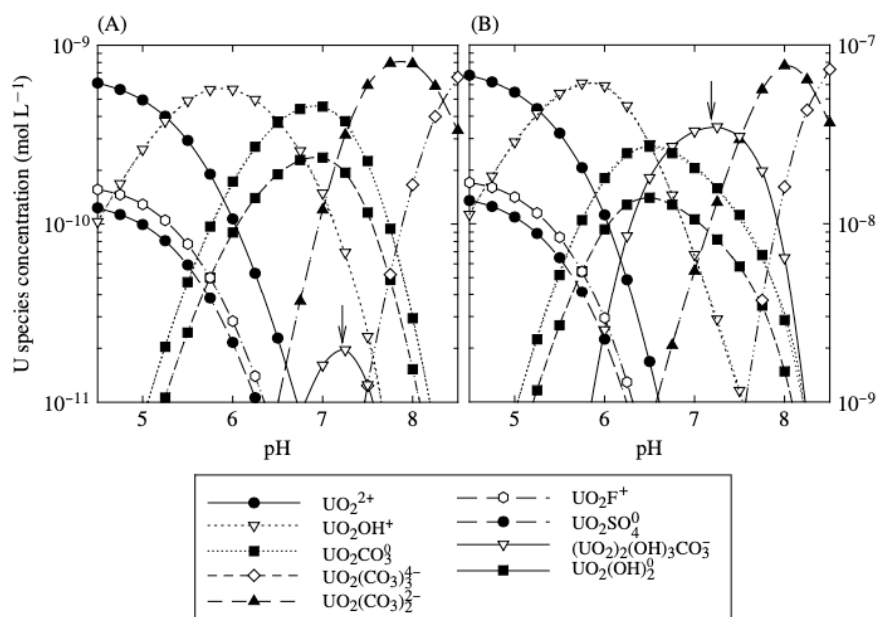 (A) (B)
10⁻⁹ 10⁻⁷
10⁻¹⁰ 10⁻⁸
10⁻¹¹ 10⁻⁹
U species concentration (mol L⁻¹)
5 6 7 8 5 6 7 8
pH pH
UO₂²⁺
UO₂OH⁺
UO₂CO₃⁰
UO₂(CO₃)₃⁴⁻
UO₂(CO₃)₂²⁻
UO₂F⁺
UO₂SO₄⁰
(UO₂)₂(OH)₃CO₃⁻
UO₂(OH)₂⁰